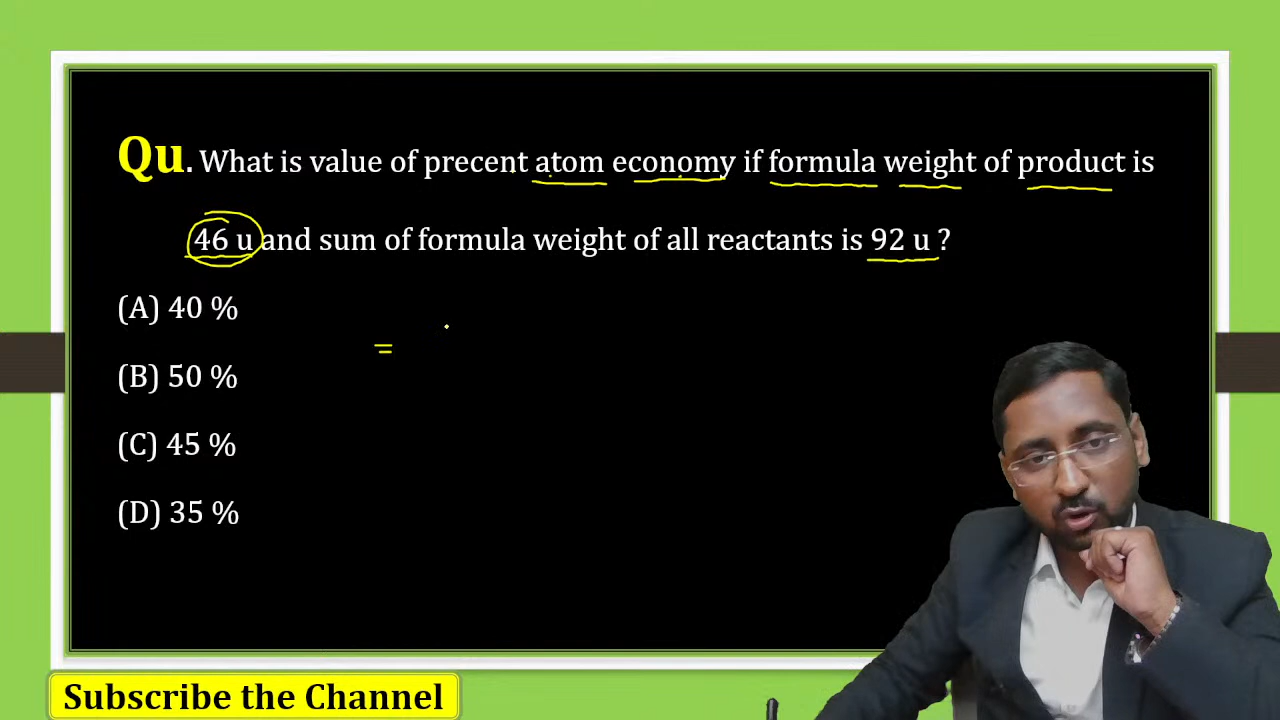 Qu. What is value of precent atom economy if formula weight of product is
46 u and sum of formula weight of all reactants is 92 u ?
(A) 40 %
=
(B) 50 %
(C) 45 %
(D) 35 %
Subscribe the Channel